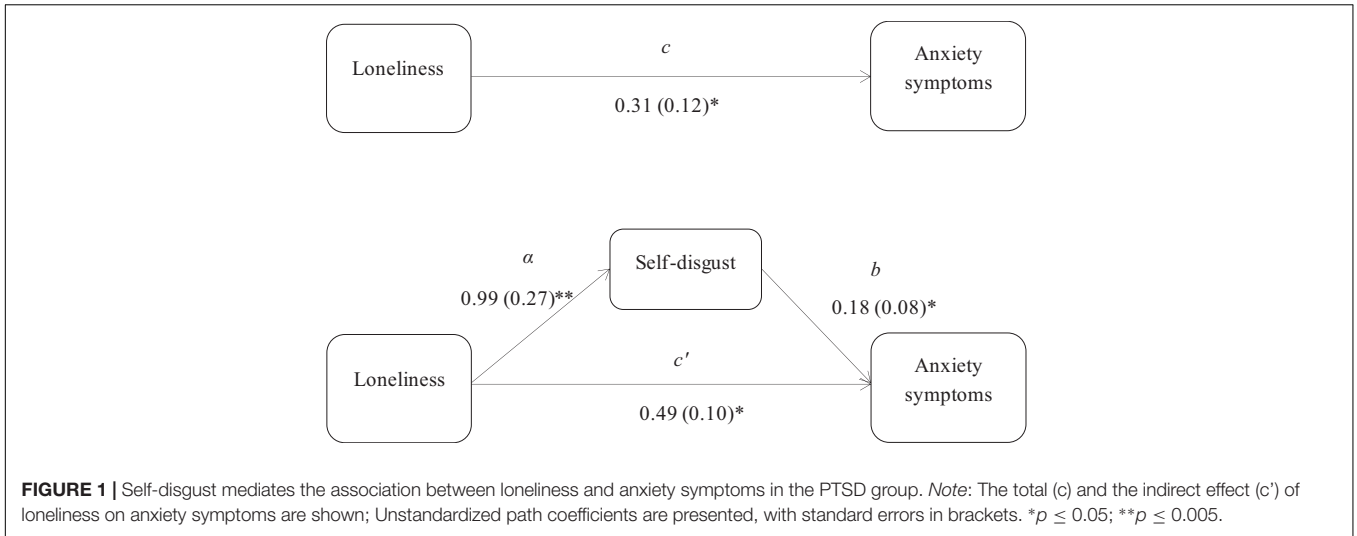 c
Loneliness
Anxiety
symptoms
0.31 (0.12)*
α
Self-disgust
b
0.99 (0.27)**
0.18 (0.08)*
Loneliness
c'
Anxiety
symptoms
0.49 (0.10)*
FIGURE 1 | Self-disgust mediates the association between loneliness and anxiety symptoms in the PTSD group. Note: The total (c) and the indirect effect (c') of
loneliness on anxiety symptoms are shown; Unstandardized path coefficients are presented, with standard errors in brackets. *p ≤ 0.05; **p ≤ 0.005.